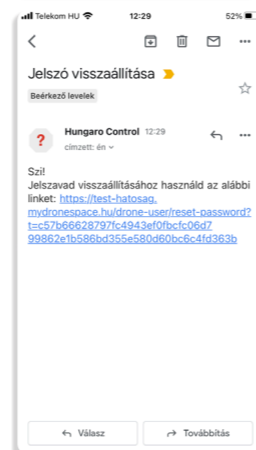 Telekom HU 12:29 52%
Jelszó visszaállítása
Beérkező levelek
?
Hungaro Control 12:29
címzett: én
Szi!
Jelszavad visszaállításához használd az alábbi
linket: https://test-hatosag.
mydronespace.hu/drone-user/reset-password?
t=c57b66628797fc4943ef0fbcfc06d7
99862e1b586bd355e580d60bc6c4fd363b
Válasz Továbbítás